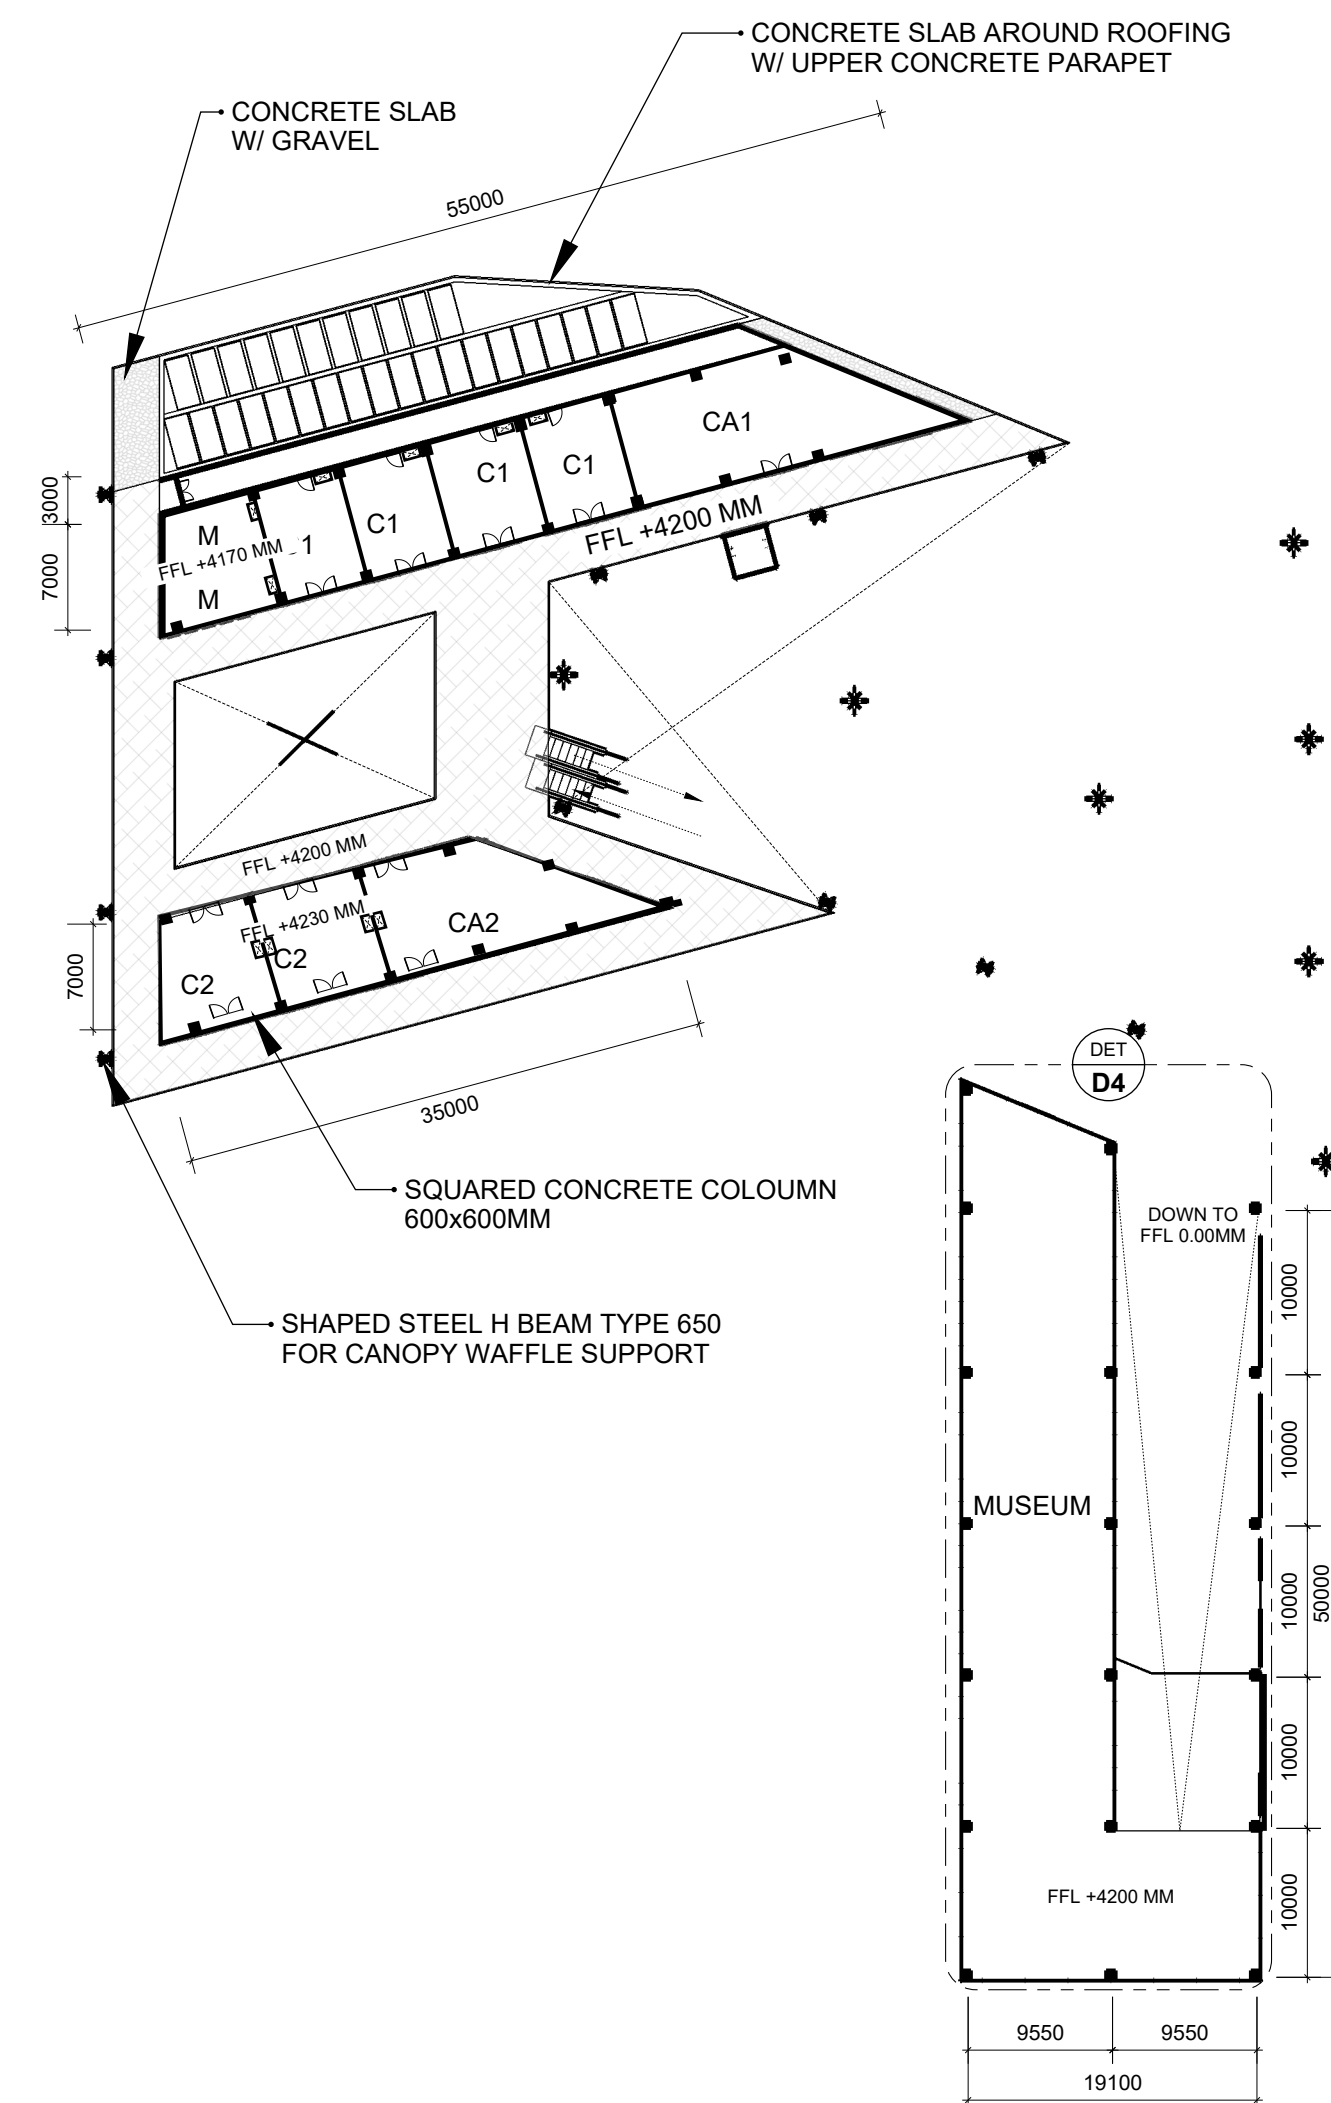 CONCRETE SLAB AROUND ROOFING
W/ UPPER CONCRETE PARAPET
CONCRETE SLAB
W/ GRAVEL
55000
CA1
C1
C1
C1
3000
M
FFL +4200 MM
FFL +4170 MM
1
7000
M
FFL +4200 MM
FFL +4230 MM
CA2
C2
C2
7000
35000
DET
D4
SQUARED CONCRETE COLOUMN
600x600MM
DOWN TO
FFL 0.00MM
10000
SHAPED STEEL H BEAM TYPE 650
FOR CANOPY WAFFLE SUPPORT
10000
MUSEUM
10000
50000
10000
FFL +4200 MM
10000
9550
9550
19100